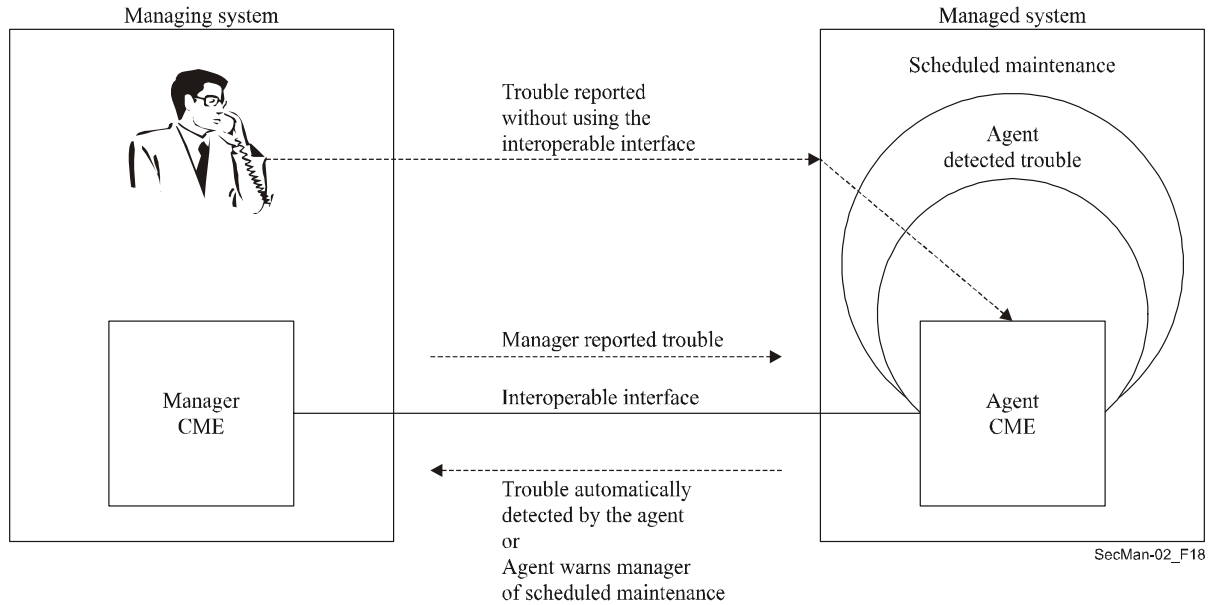 Managing system
Managed system
Scheduled maintenance
Trouble reported
without using the
interoperable interface
Agent
detected trouble
Manager reported trouble
Interoperable interface
Manager
CME
Agent
CME
Trouble automatically
detected by the agent
or
Agent warns manager
of scheduled maintenance
SecMan-02_F18